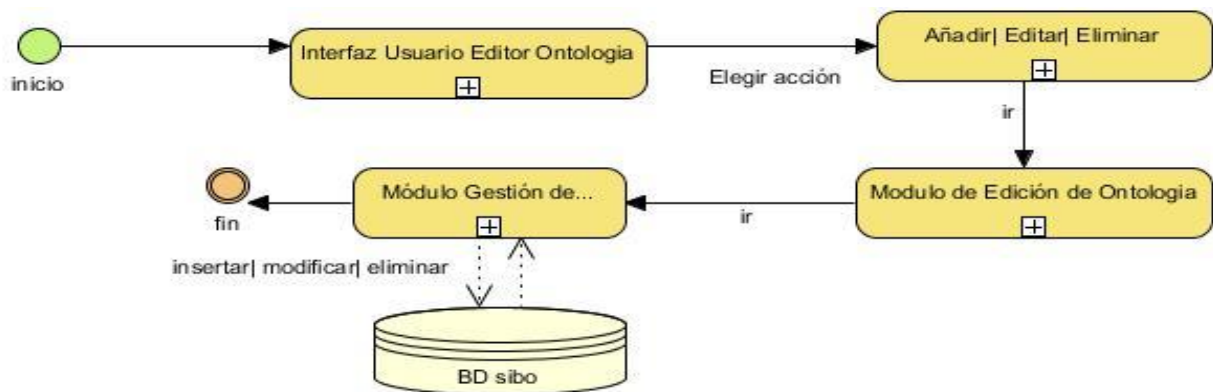 inicio
Interfaz Usuario Editor Ontologia
Elegir acción
Añadir| Editar| Eliminar
ir
Modulo de Edición de Ontologia
ir
Módulo Gestión de...
fin
insertar| modificar| eliminar
BD sibo